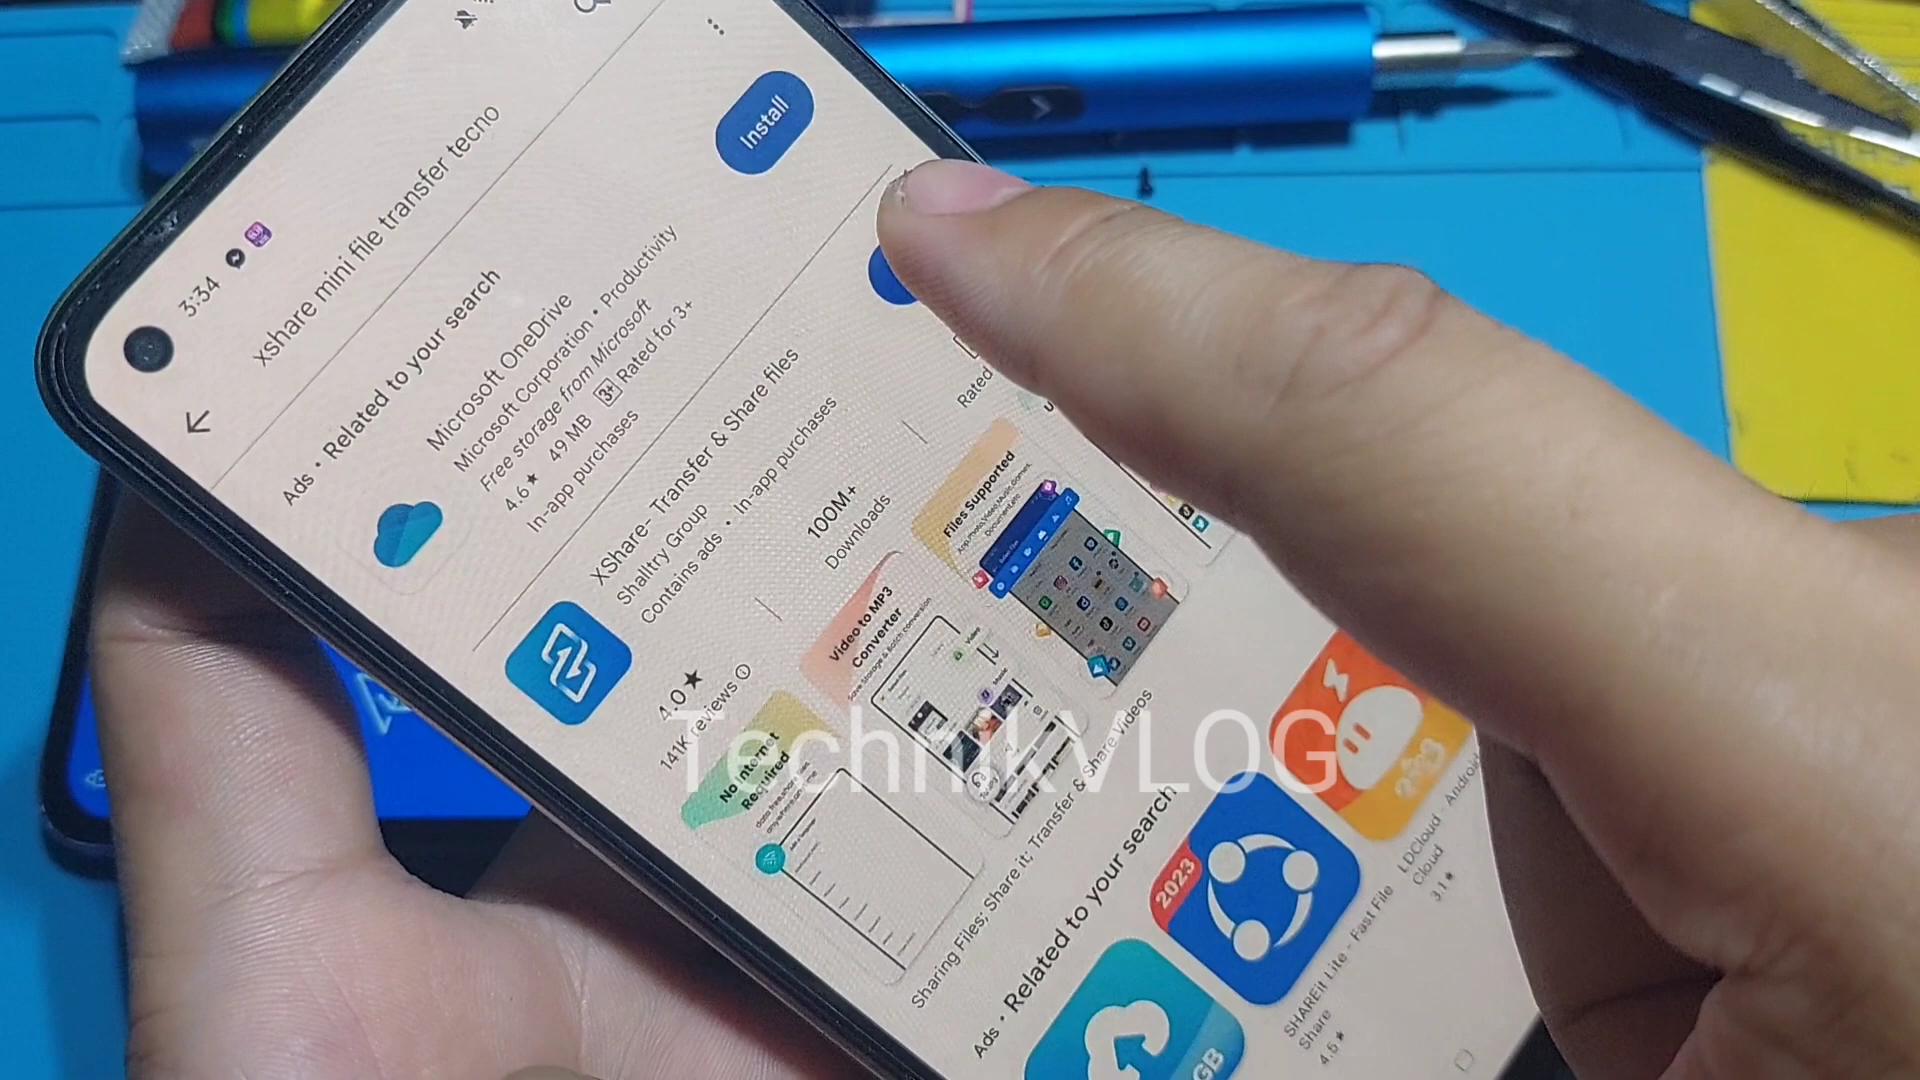 3:34
xshare mini file transfer tecno
Ads • Related to your search
Install
Microsoft OneDrive
Microsoft Corporation • Productivity
Free storage from Microsoft
4.6★ 49 MB 3+ Rated for 3+
In-app purchases
XShare- Transfer & Share files
Shalltry Group
Contains ads • In-app purchases
4.0★
141K reviews
100M+
Downloads
Rated
No Internet
Required
Video to MP3
Converter
Files Supported
Sharing Files; Share it; Transfer & Share Videos
TechnikVLOG
Ads • Related to your search
GB
2023
SHAREit Lite - Fast File
Share
4.5★
LDCloud - Android
Cloud
3.1★